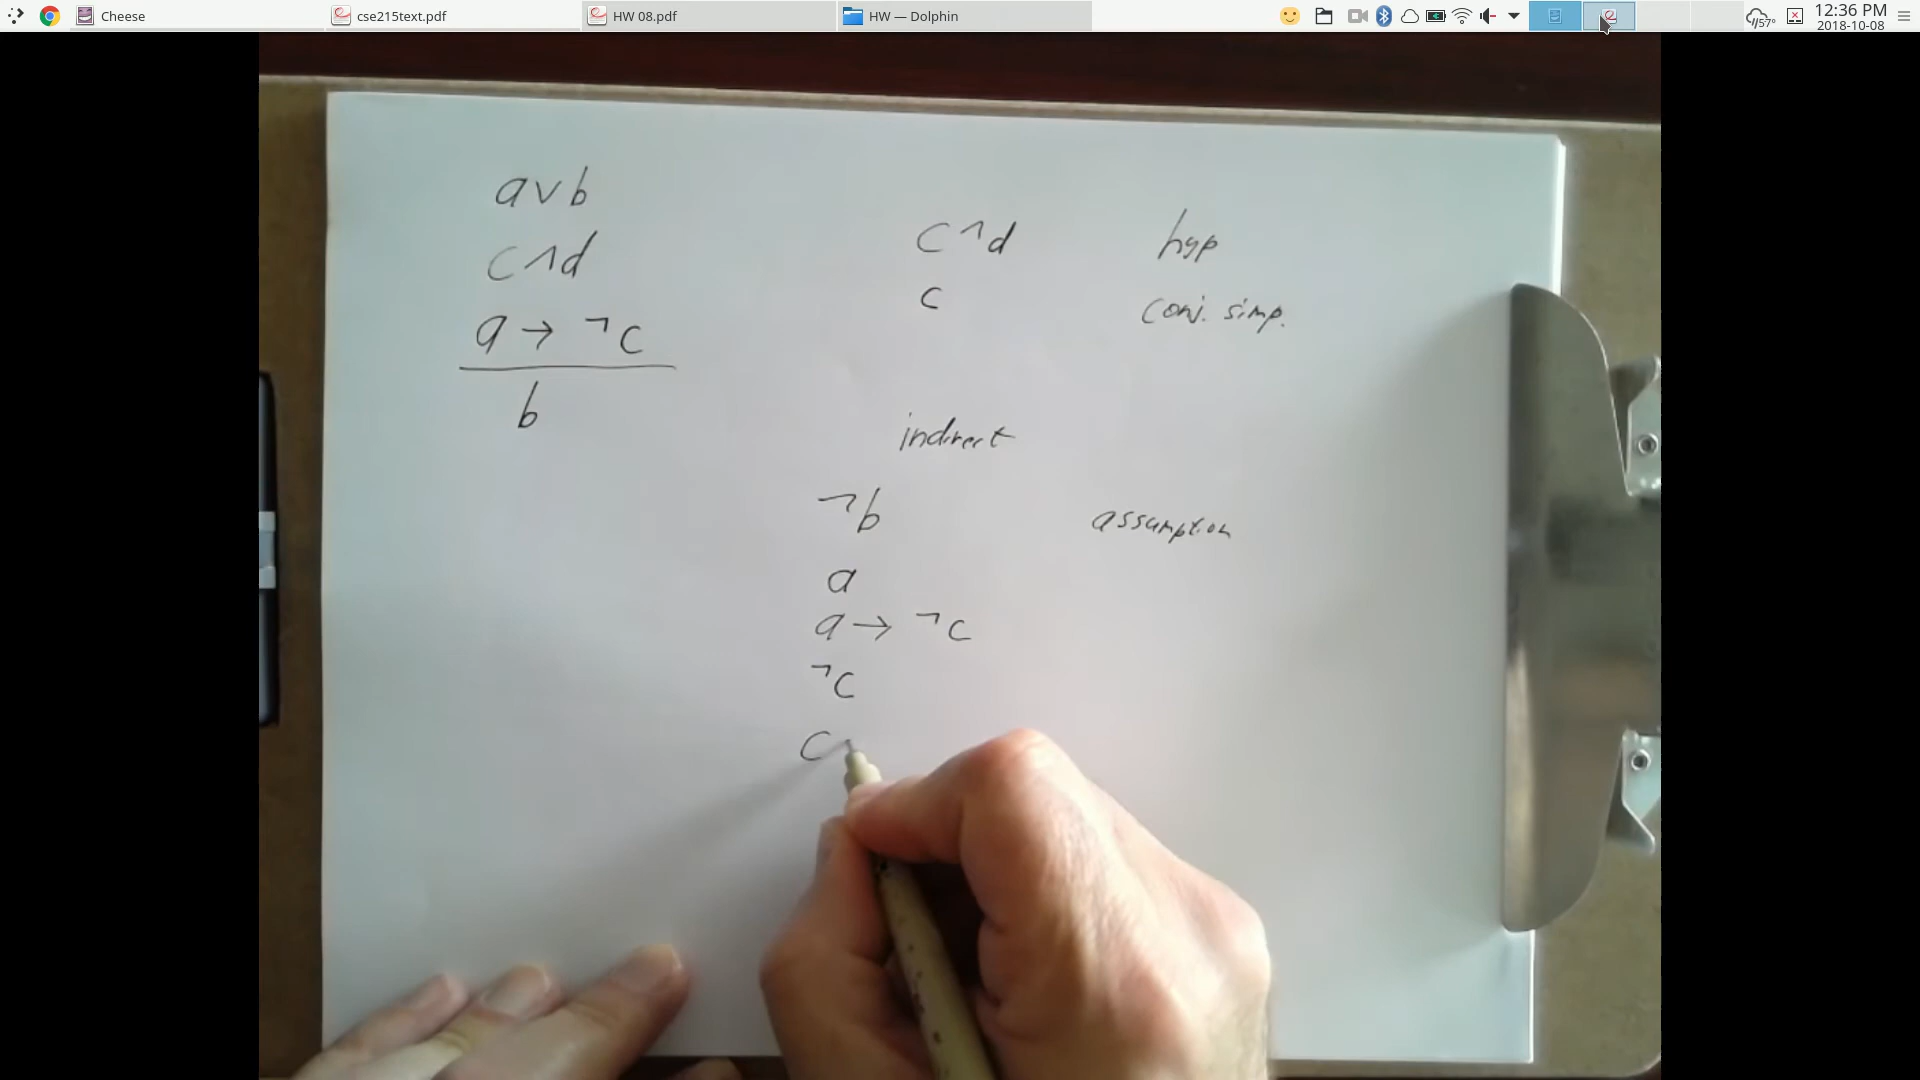 Cheese
cse215text.pdf
HW 08.pdf
HW — Dolphin
57°
12:36 PM
2018-10-08
a ∨ b
c ∧ d
a → ¬c
b
c ∧ d hyp
c conj. simp.
indirect
¬b assumption
a
a → ¬c
¬c
c